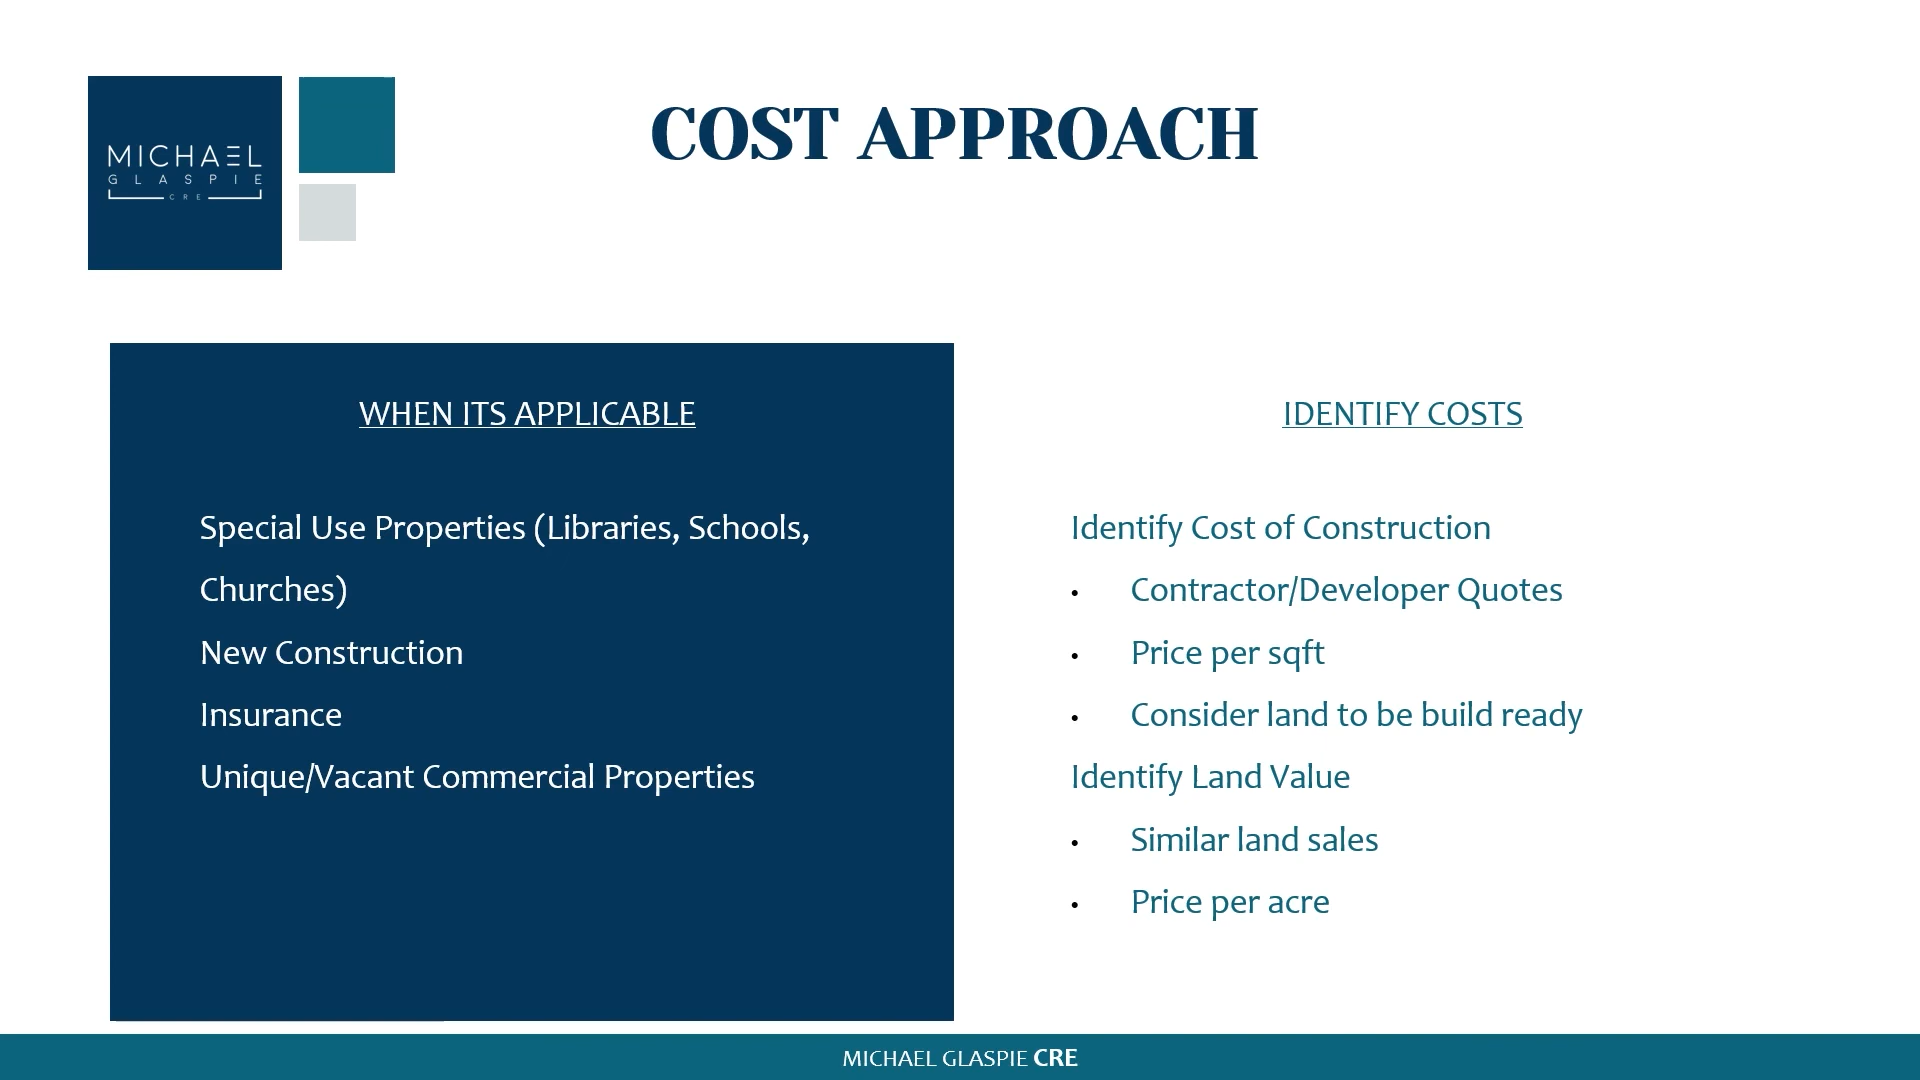 MICHAEL
GLASPIE
CRE
COST APPROACH
WHEN ITS APPLICABLE
Special Use Properties (Libraries, Schools,
Churches)
New Construction
Insurance
Unique/Vacant Commercial Properties
IDENTIFY COSTS
Identify Cost of Construction
• Contractor/Developer Quotes
• Price per sqft
• Consider land to be build ready
Identify Land Value
• Similar land sales
• Price per acre
MICHAEL GLASPIE CRE